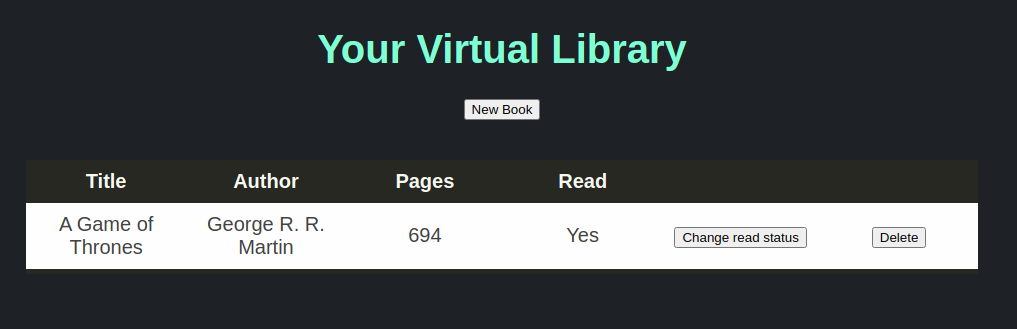 Your Virtual Library
New Book
Title Author Pages Read
A Game of Thrones George R. R. Martin 694 Yes Change read status Delete